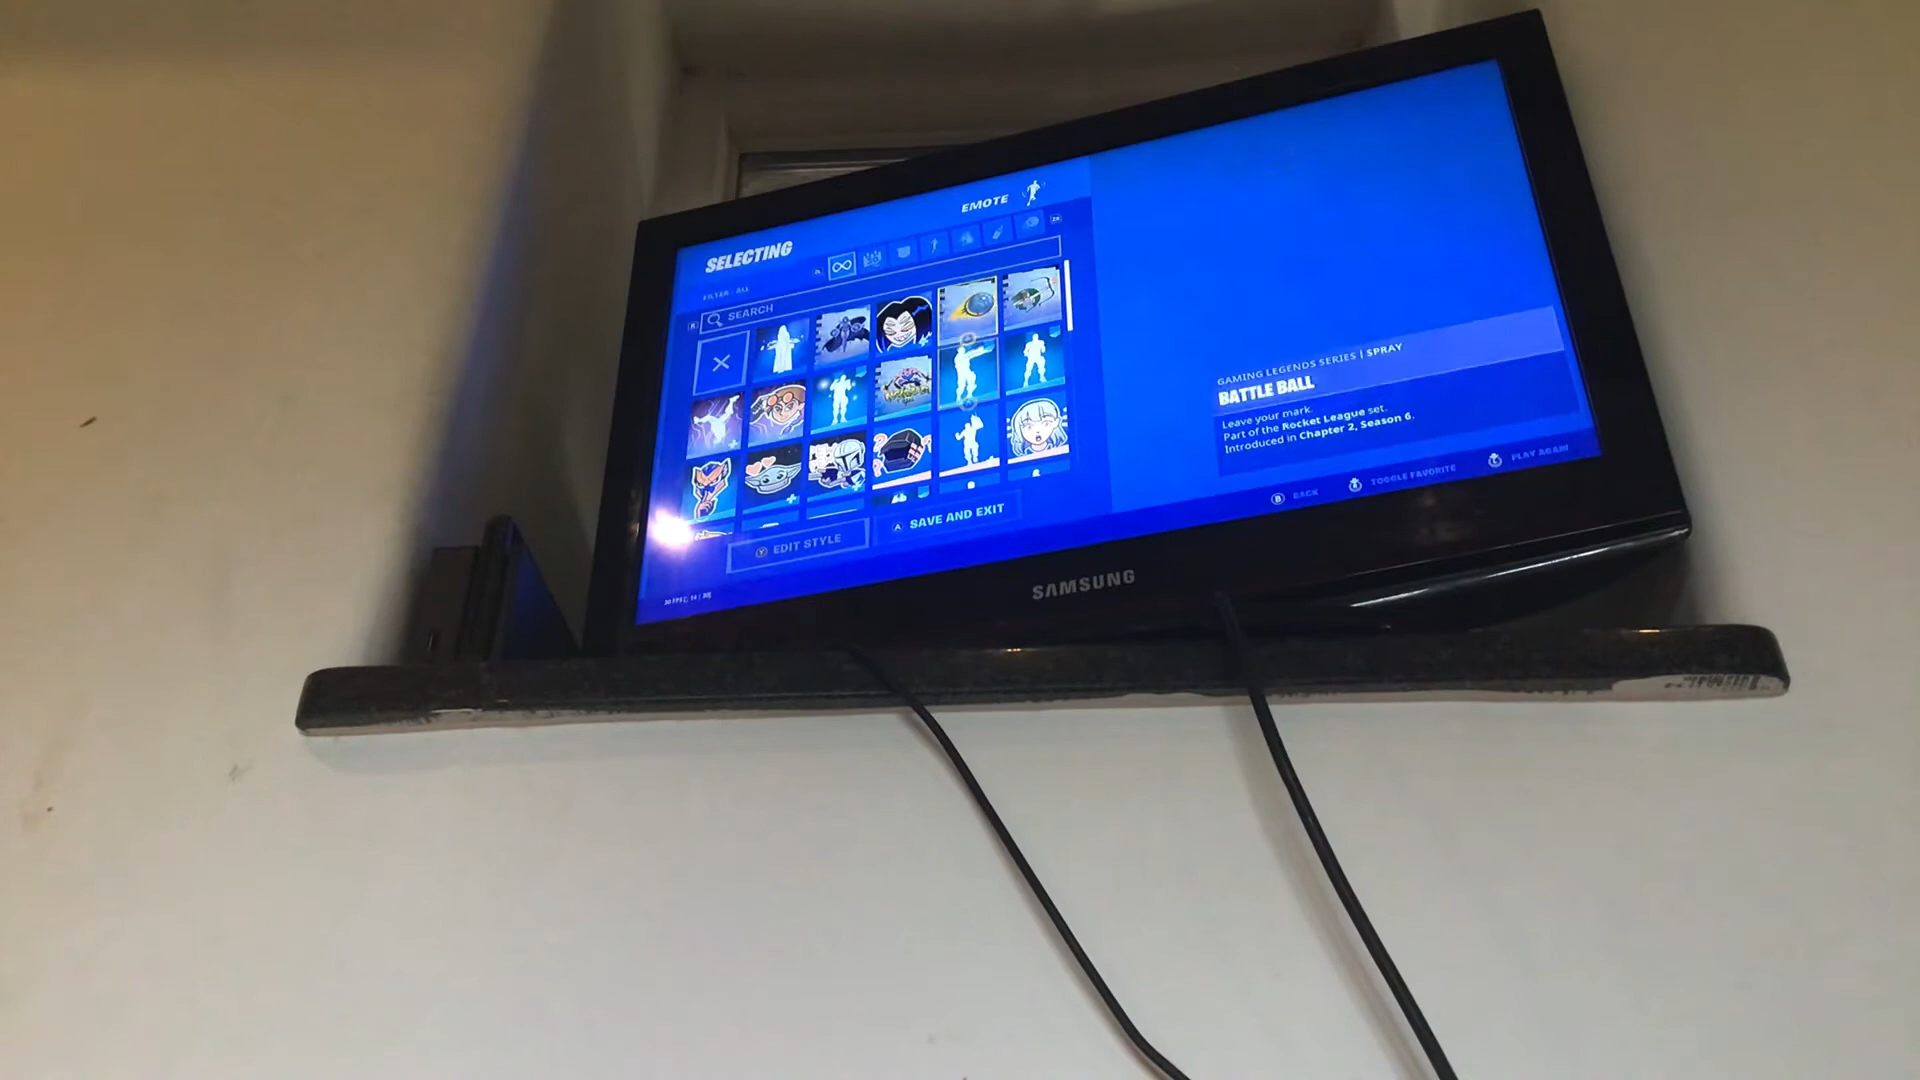 EMOTE
SELECTING
FILTER - ALL
SEARCH
GAMING LEGENDS SERIES | SPRAY
BATTLE BALL
Leave your mark.
Part of the Rocket League set.
Introduced in Chapter 2, Season 6.
Y EDIT STYLE
A SAVE AND EXIT
B BACK
TOGGLE FAVORITE
PLAY AGAIN
SAMSUNG